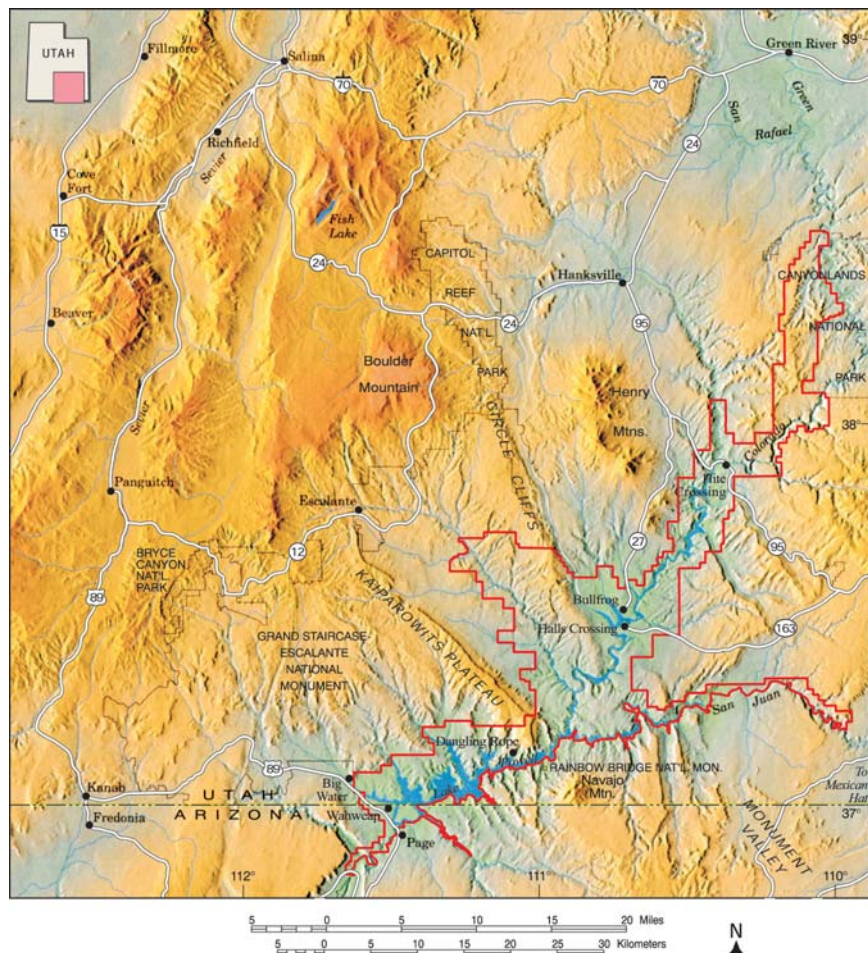 UTAH
Fillmore
Salina
70
70
Green River
39°
San
Green
Rafael
24
Richfield
Sevier
Cove
Fort
15
Fish
Lake
24
CAPITOL
REEF
NAT'L
PARK
24
Hanksville
95
CANYONLANDS
NATIONAL
PARK
Beaver
Boulder
Mountain
Henry
Mtns.
38°
Sevier
CIRCLE CLIFFS
Colorado
Hite
Crossing
Panguitch
Escalante
12
27
95
BRYCE
CANYON
NAT'L
PARK
KAIPAROWITS PLATEAU
89
Bullfrog
Halls Crossing
163
GRAND STAIRCASE-
ESCALANTE
NATIONAL
MONUMENT
San Juan
Dangling Rope
RAINBOW BRIDGE NAT'L. MON.
Navajo
Mtn.
89
Big
Water
Lake
To
Mexican
Hat
Kanab
UTAH
ARIZONA
Wahweap
37°
Fredonia
Page
MONUMENT
VALLEY
112°
111°
110°
5 0 5 10 15 20 Miles
5 0 5 10 15 20 25 30 Kilometers
N